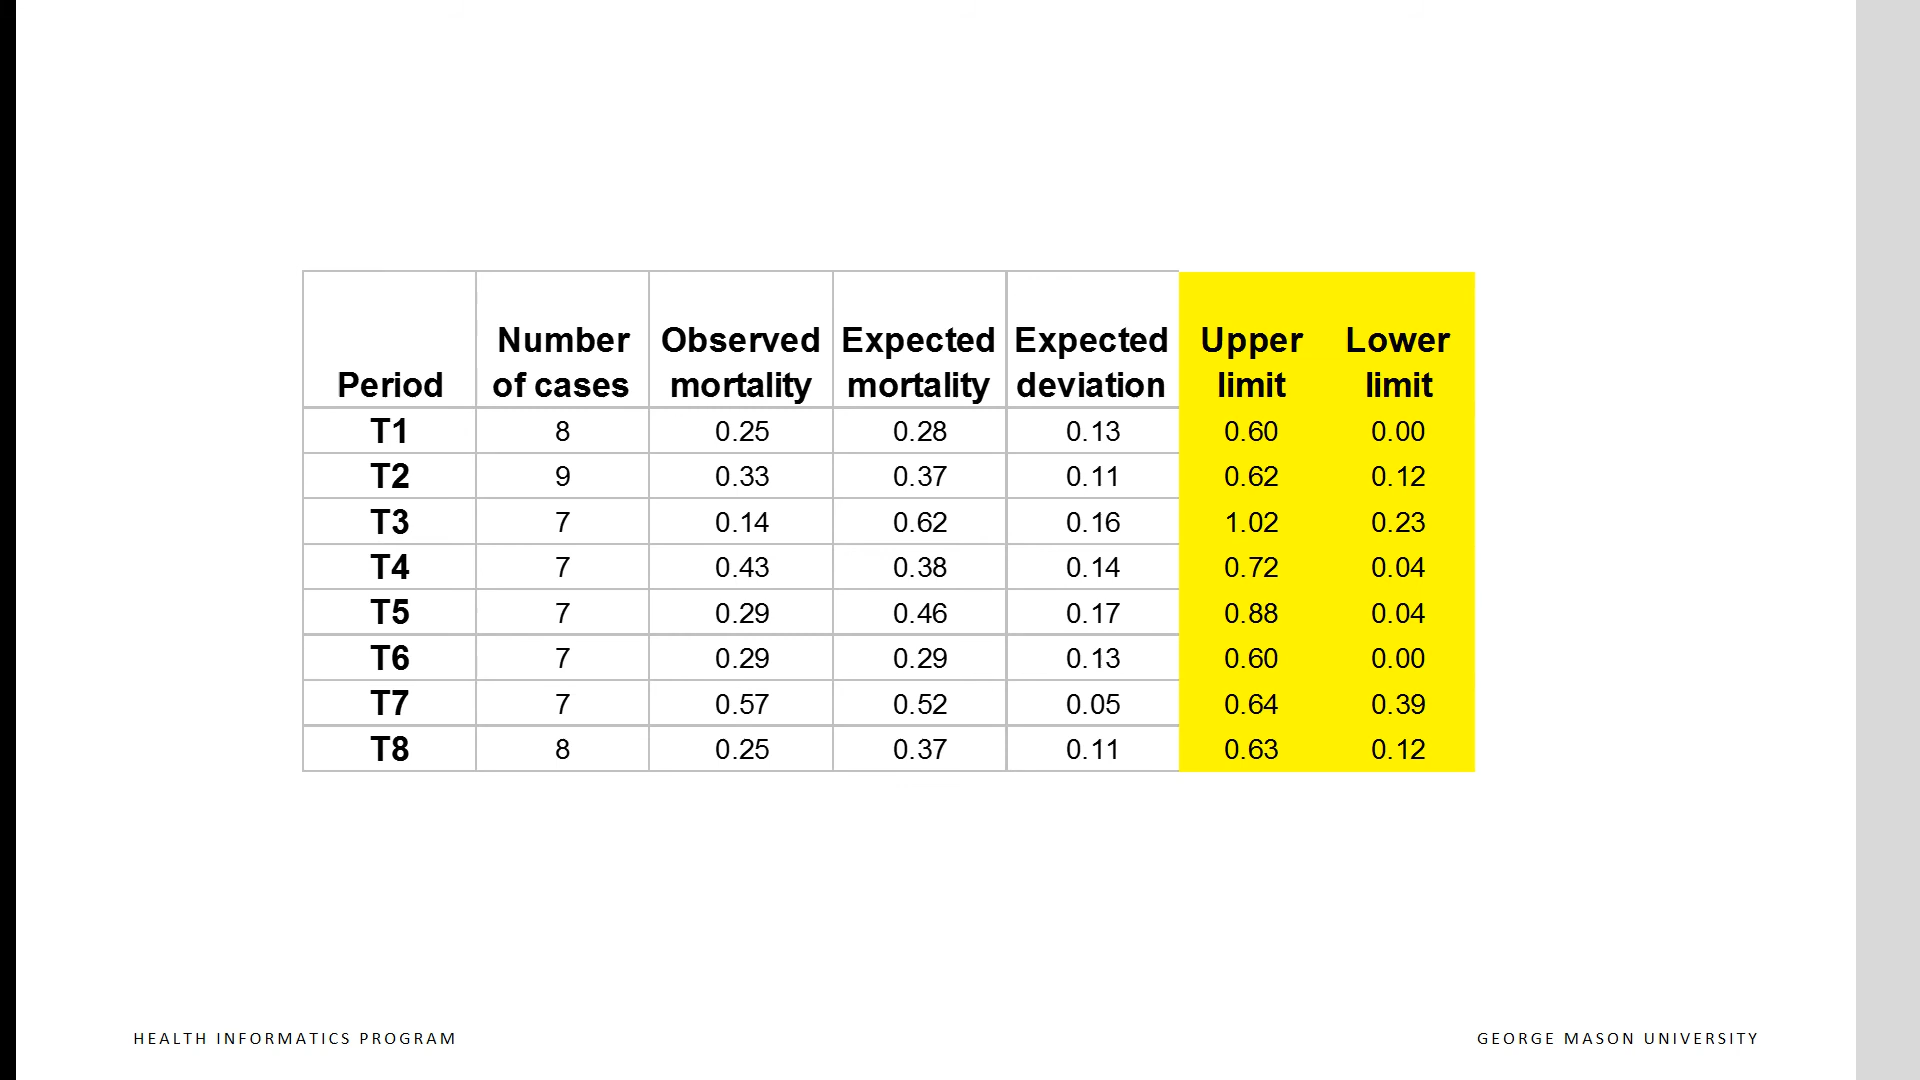 Number Observed Expected Expected Upper Lower
Period of cases mortality mortality deviation limit limit
T1 8 0.25 0.28 0.13 0.60 0.00
T2 9 0.33 0.37 0.11 0.62 0.12
T3 7 0.14 0.62 0.16 1.02 0.23
T4 7 0.43 0.38 0.14 0.72 0.04
T5 7 0.29 0.46 0.17 0.88 0.04
T6 7 0.29 0.29 0.13 0.60 0.00
T7 7 0.57 0.52 0.05 0.64 0.39
T8 8 0.25 0.37 0.11 0.63 0.12
HEALTH INFORMATICS PROGRAM GEORGE MASON UNIVERSITY